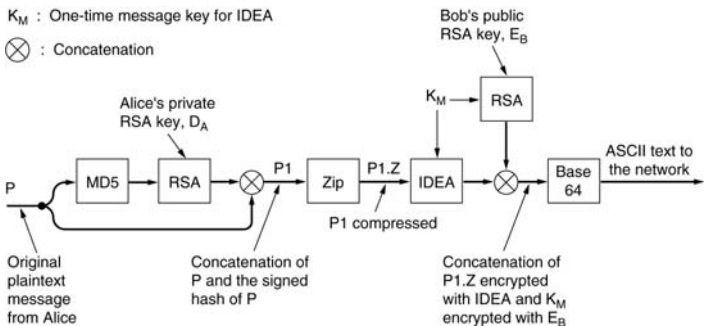 K_M : One-time message key for IDEA
: Concatenation
Bob's public
RSA key, E_B
Alice's private
RSA key, D_A
K_M
RSA
P
MD5
RSA
P1
Zip
P1.Z
IDEA
Base
64
ASCII text to
the network
P1 compressed
Original
plaintext
message
from Alice
Concatenation of
P and the signed
hash of P
Concatenation of
P1.Z encrypted
with IDEA and K_M
encrypted with E_B